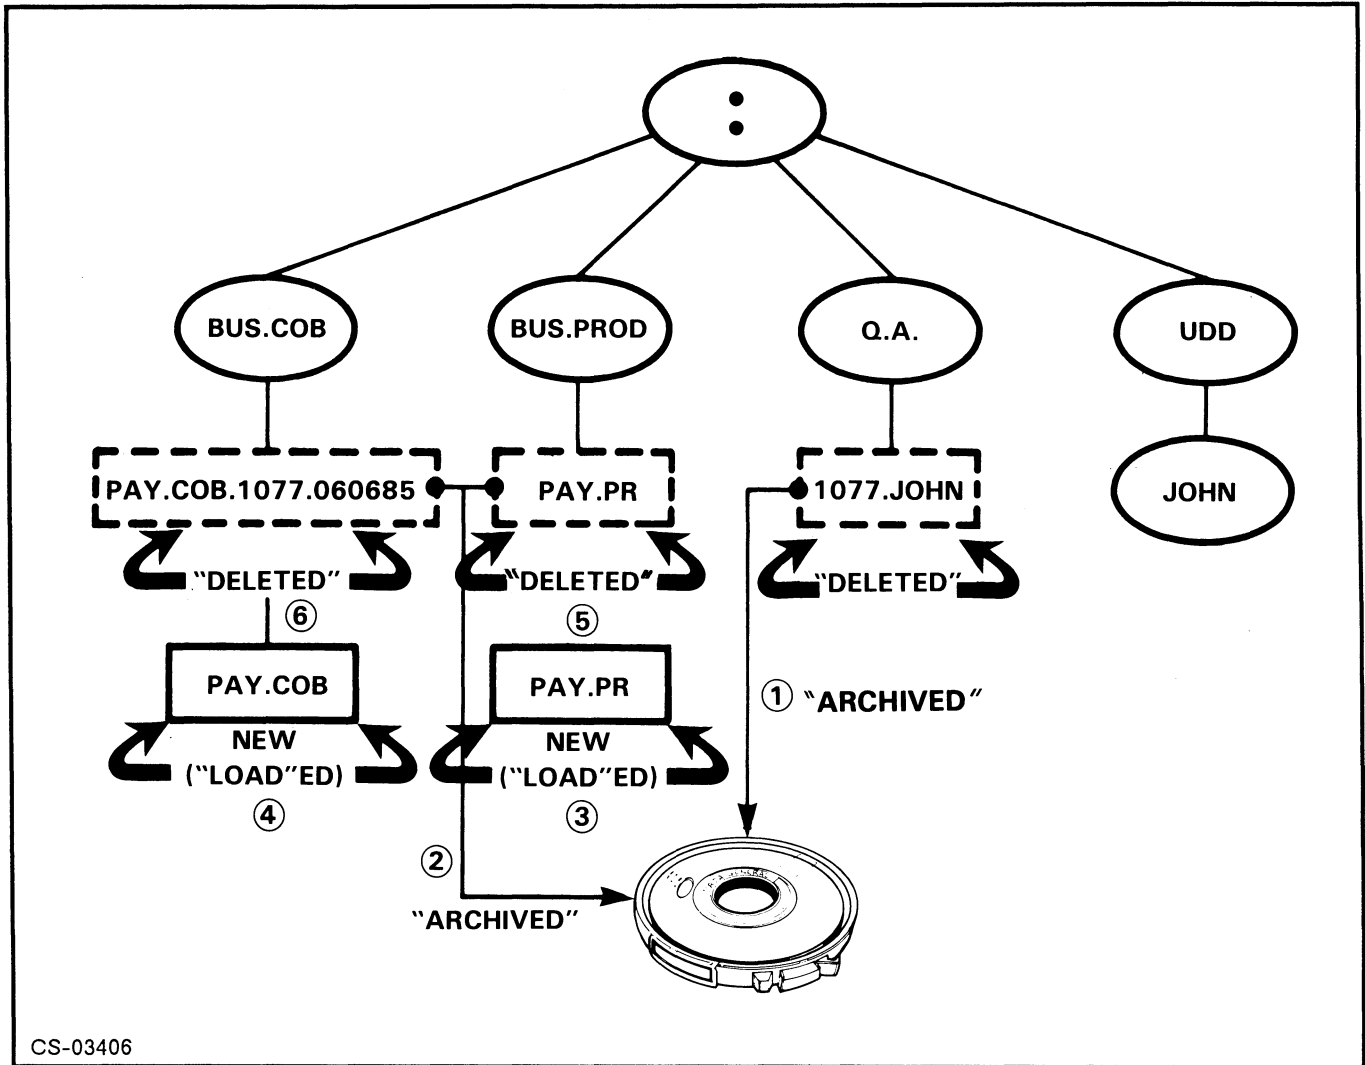 :
BUS.COB
BUS.PROD
Q.A.
UDD
PAY.COB.1077.060685
PAY.PR
1077.JOHN
JOHN
"DELETED"
⑥
"DELETED"
⑤
"DELETED"
PAY.COB
PAY.PR
① "ARCHIVED"
NEW
("LOAD"ED)
④
NEW
("LOAD"ED)
③
②
"ARCHIVED"
CS-03406